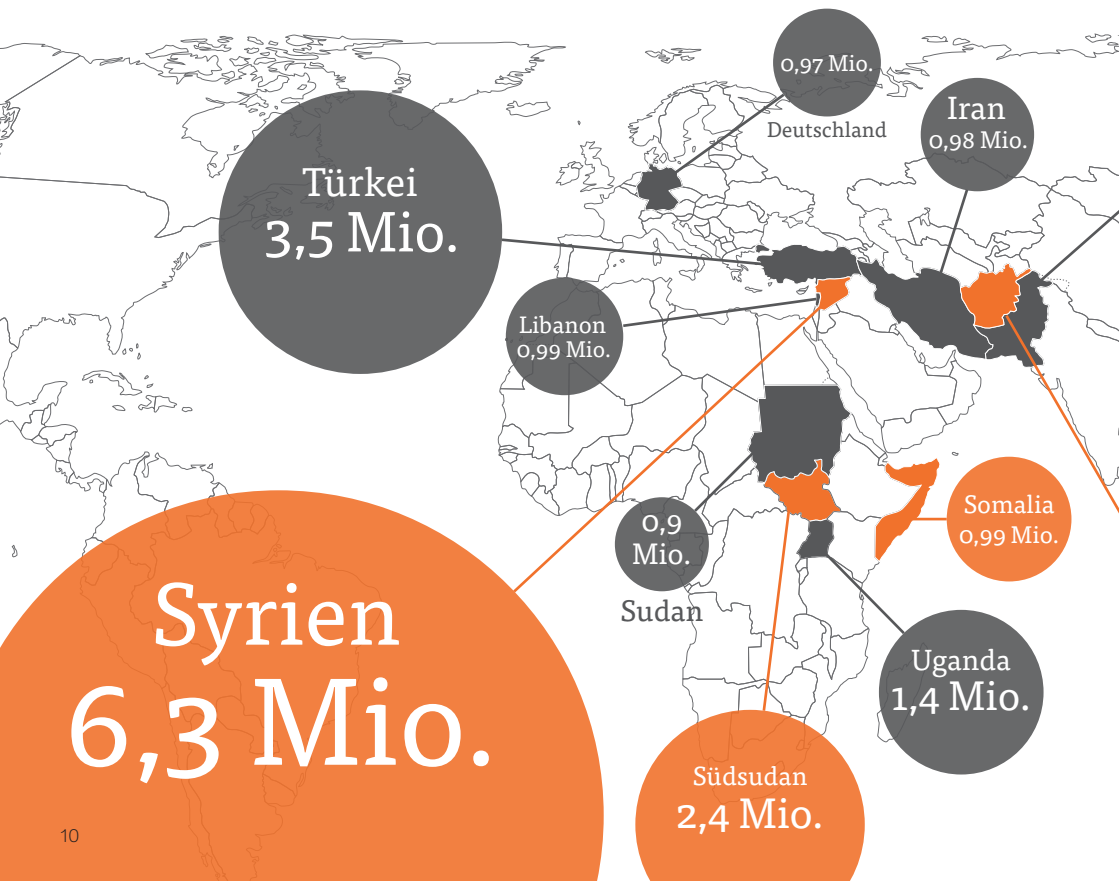 0,97 Mio.
Deutschland
Iran
0,98 Mio.
Türkei
3,5 Mio.
Libanon
0,99 Mio.
Somalia
0,99 Mio.
0,9
Mio.
Sudan
Syrien
6,3 Mio.
Uganda
1,4 Mio.
Südsudan
2,4 Mio.
10